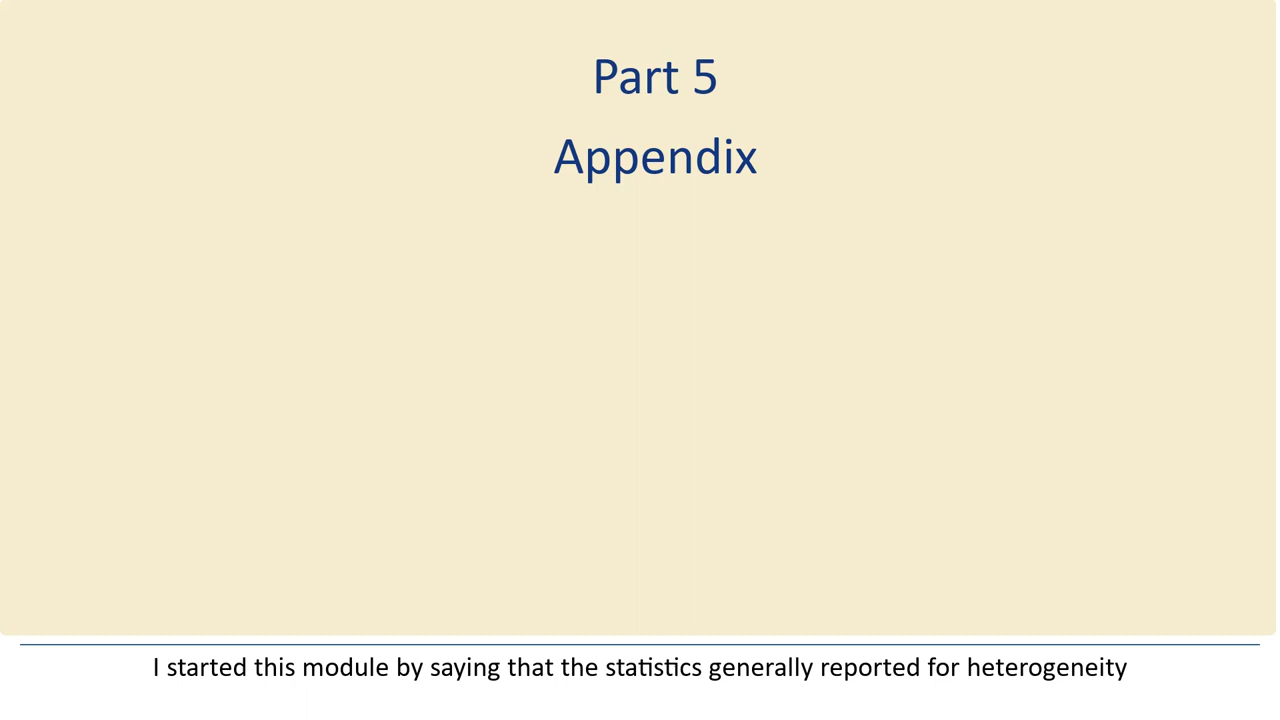 Part 5
Appendix
I started this module by saying that the statistics generally reported for heterogeneity